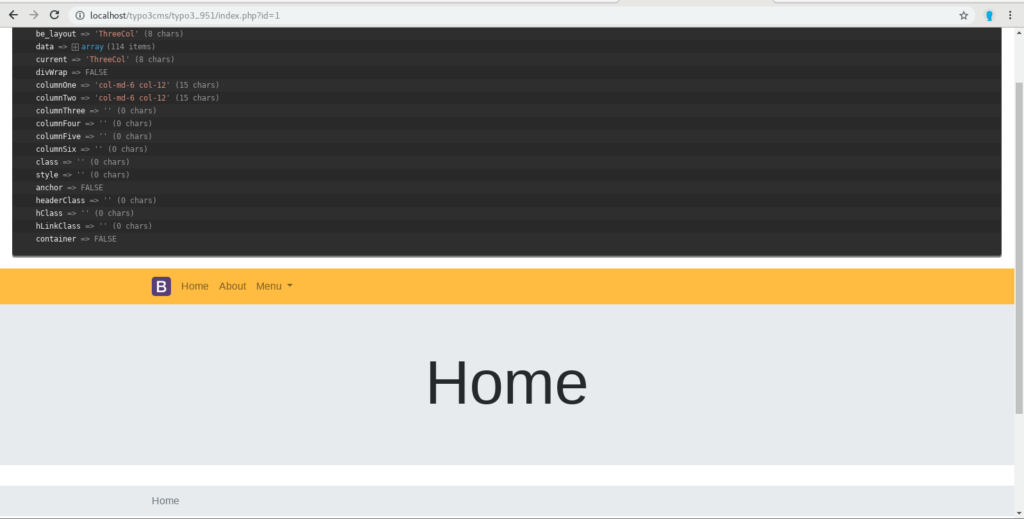 localhost/typo3cms/typo3_951/index.php?id=1
be_layout => 'ThreeCol' (8 chars)
data => array (114 items)
current => 'ThreeCol' (8 chars)
divWrap => FALSE
columnOne => 'col-md-6 col-12' (15 chars)
columnTwo => 'col-md-6 col-12' (15 chars)
columnThree => '' (0 chars)
columnFour => '' (0 chars)
columnFive => '' (0 chars)
columnSix => '' (0 chars)
class => '' (0 chars)
style => '' (0 chars)
anchor => FALSE
headerClass => '' (0 chars)
hClass => '' (0 chars)
hLinkClass => '' (0 chars)
container => FALSE
B Home About Menu
Home
Home